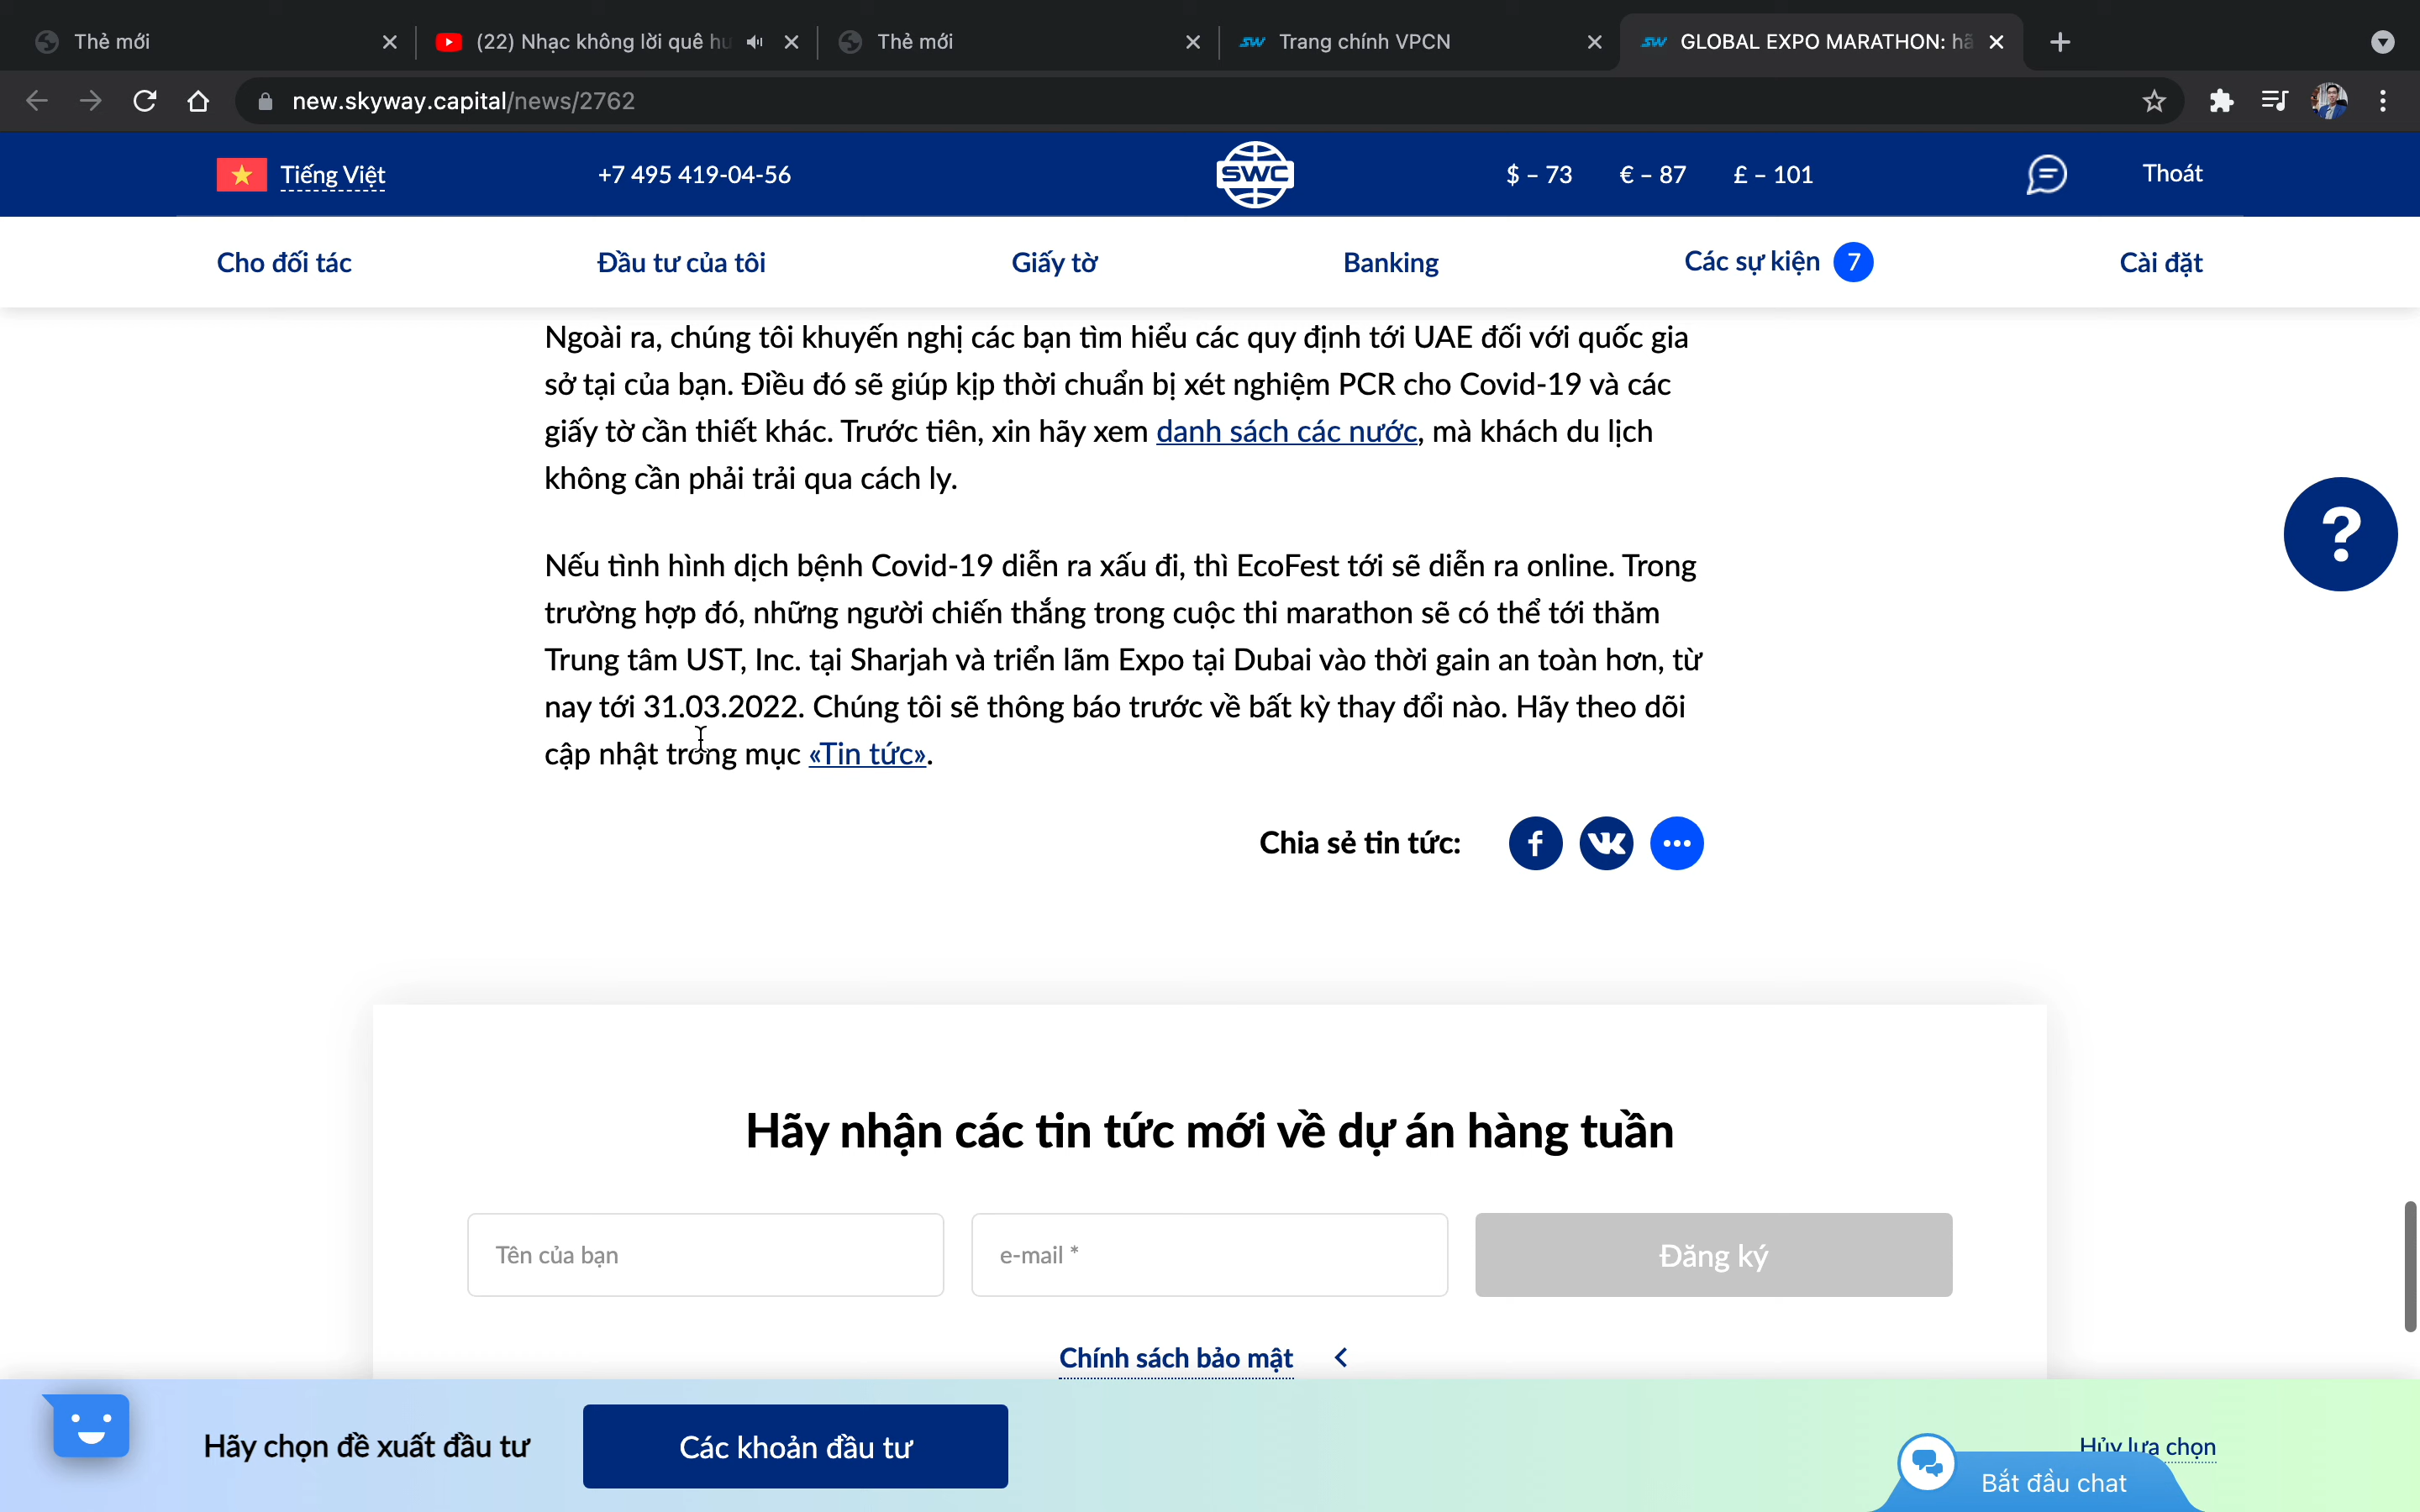 Thẻ mới
(22) Nhạc không lời quê hư
Thẻ mới
Trang chính VPCN
GLOBAL EXPO MARATHON: hã
new.skyway.capital/news/2762
Tiếng Việt
+7 495 419-04-56
SWC
$ – 73 € – 87 £ – 101
Thoát
Cho đối tác
Đầu tư của tôi
Giấy tờ
Banking
Các sự kiện 7
Cài đặt
Ngoài ra, chúng tôi khuyến nghị các bạn tìm hiểu các quy định tới UAE đối với quốc gia
sở tại của bạn. Điều đó sẽ giúp kịp thời chuẩn bị xét nghiệm PCR cho Covid-19 và các
giấy tờ cần thiết khác. Trước tiên, xin hãy xem danh sách các nước, mà khách du lịch
không cần phải trải qua cách ly.
Nếu tình hình dịch bệnh Covid-19 diễn ra xấu đi, thì EcoFest tới sẽ diễn ra online. Trong
trường hợp đó, những người chiến thắng trong cuộc thi marathon sẽ có thể tới thăm
Trung tâm UST, Inc. tại Sharjah và triển lãm Expo tại Dubai vào thời gain an toàn hơn, từ
nay tới 31.03.2022. Chúng tôi sẽ thông báo trước về bất kỳ thay đổi nào. Hãy theo dõi
cập nhật trong mục «Tin tức».
?
Chia sẻ tin tức:
Hãy nhận các tin tức mới về dự án hàng tuần
Tên của bạn
e-mail *
Đăng ký
Chính sách bảo mật
Hãy chọn đề xuất đầu tư
Các khoản đầu tư
Hủy lựa chọn
Bắt đầu chat